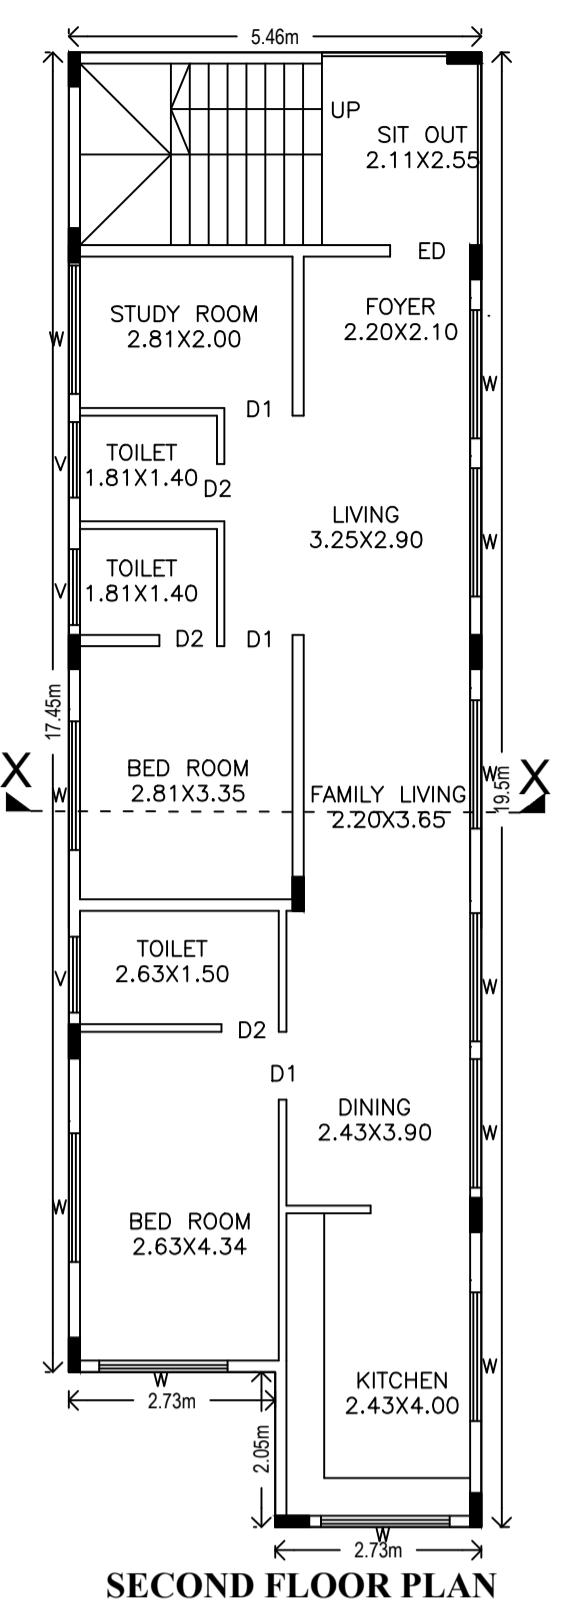 5.46m
UP
SIT OUT
2.11X2.55
ED
STUDY ROOM
2.81X2.00
FOYER
2.20X2.10
W
W
D1
TOILET
1.81X1.40
V
D2
LIVING
3.25X2.90
W
TOILET
1.81X1.40
V
D2
D1
17.45m
BED ROOM
2.81X3.35
W
X
X
W
19.5m
FAMILY LIVING
2.20X3.65
TOILET
2.63X1.50
V
W
D2
D1
DINING
2.43X3.90
W
BED ROOM
2.63X4.34
W
W
KITCHEN
2.43X4.00
W
2.73m
2.05m
W
2.73m
SECOND FLOOR PLAN